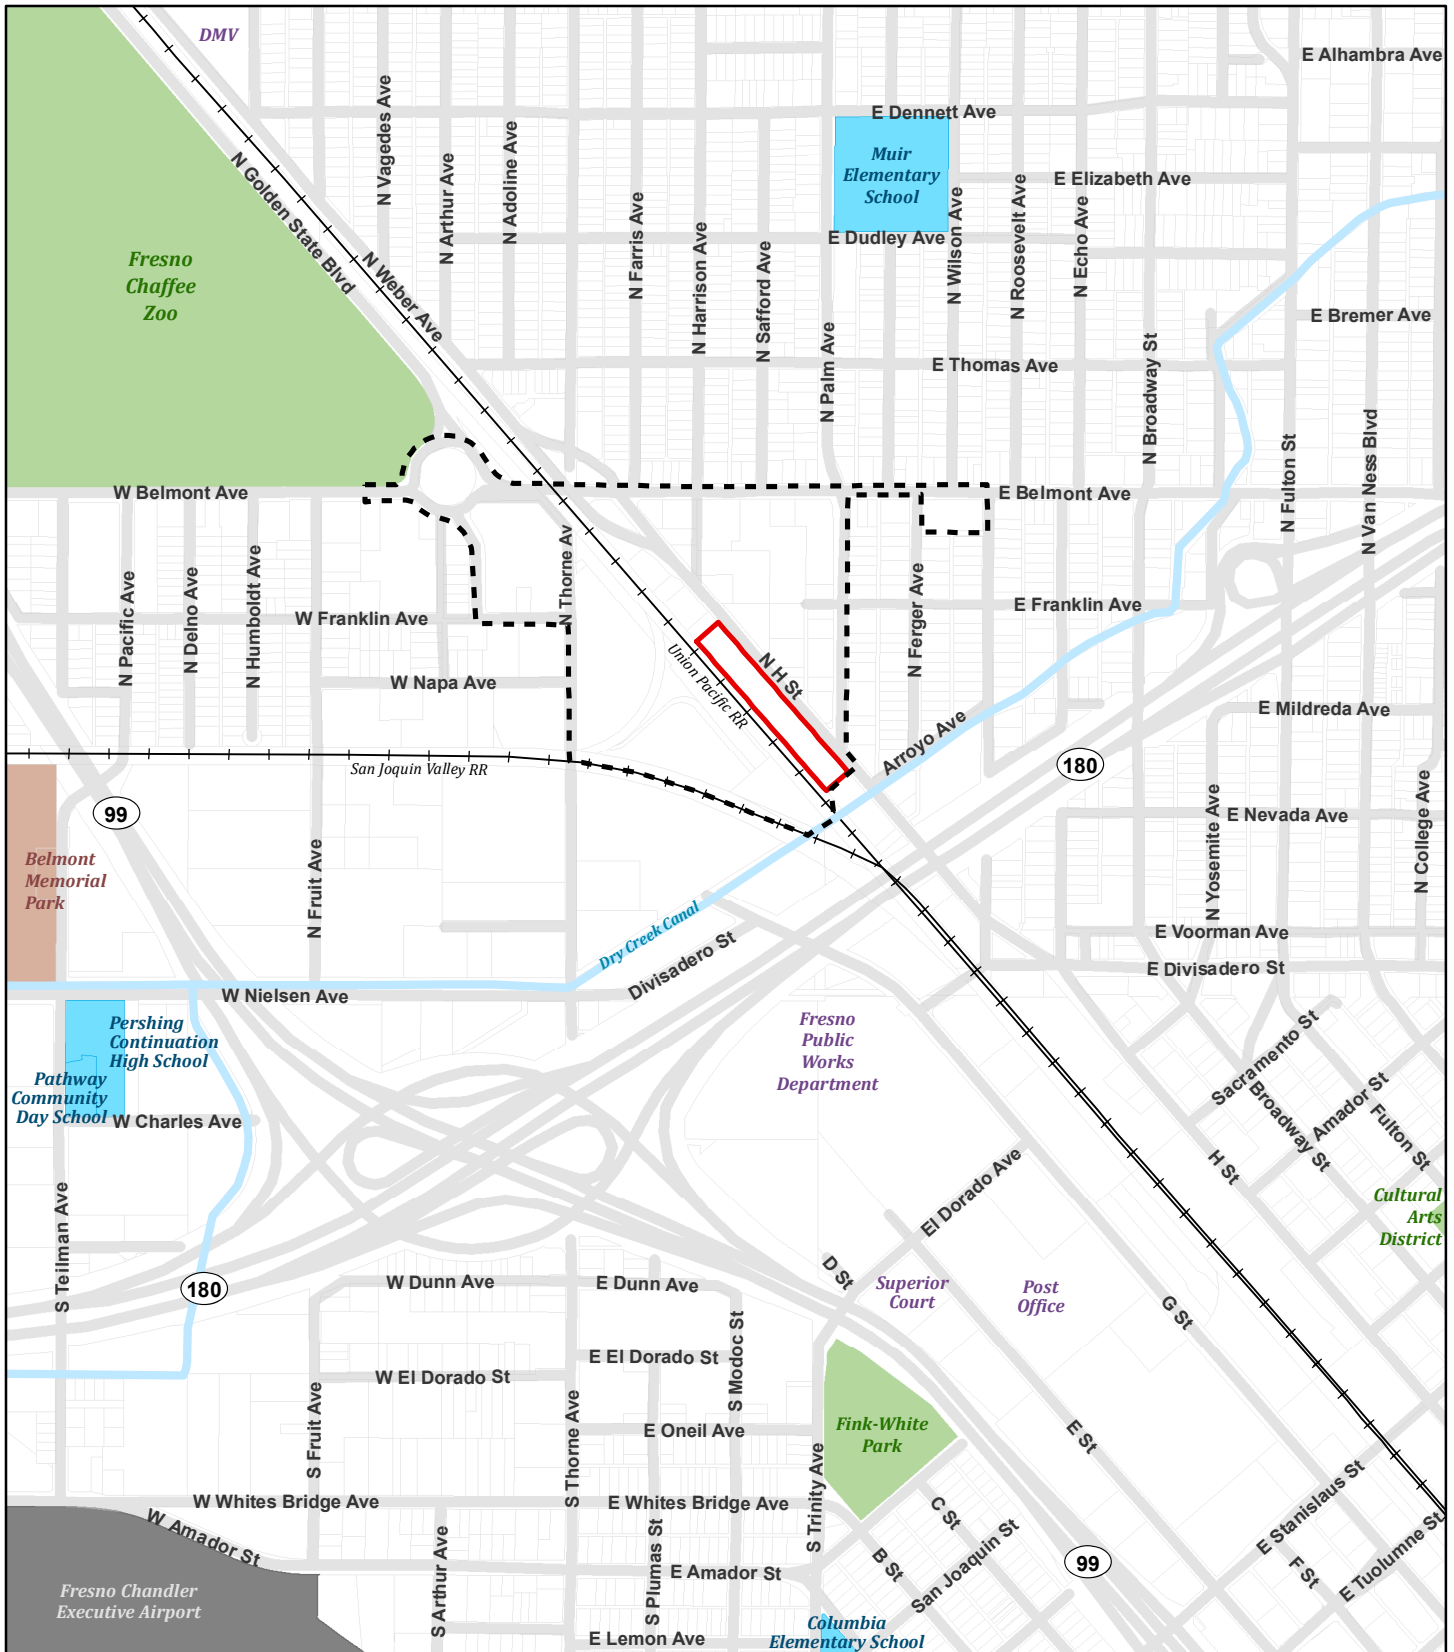 DMV
E Alhambra Ave
E Dennett Ave
N Vagedes Ave
N Arthur Ave
N Adoline Ave
Muir
Elementary
School
E Elizabeth Ave
N Golden State Blvd
N Weber Ave
N Farris Ave
N Harrison Ave
N Safford Ave
N Palm Ave
E Dudley Ave
N Wilson Ave
N Roosevelt Ave
N Echo Ave
Fresno
Chaffee
Zoo
E Bremer Ave
E Thomas Ave
N Broadway St
N Fulton St
N Van Ness Blvd
W Belmont Ave
E Belmont Ave
N Pacific Ave
N Delno Ave
N Humboldt Ave
N Thorne Av
W Franklin Ave
E Franklin Ave
N Ferger Ave
N H St
Union Pacific RR
W Napa Ave
E Mildreda Ave
Arroyo Ave
San Joquin Valley RR
180
99
E Nevada Ave
N Yosemite Ave
N College Ave
Belmont
Memorial
Park
N Fruit Ave
Dry Creek Canal
Divisadero St
E Voorman Ave
E Divisadero St
W Nielsen Ave
Pershing
Continuation
High School
Pathway
Community
Day School
W Charles Ave
Fresno
Public
Works
Department
Sacramento St
Broadway St
Amador St
Fulton St
H St
Cultural
Arts
District
El Dorado Ave
S Teilman Ave
180
W Dunn Ave
E Dunn Ave
D St
Superior
Court
Post
Office
G St
S Modoc St
E El Dorado St
W El Dorado St
S Fruit Ave
S Thorne Ave
E Oneil Ave
Fink-White
Park
E St
S Trinity Ave
W Whites Bridge Ave
E Whites Bridge Ave
E Stanislaus St
C St
San Joaquin St
B St
W Amador St
S Arthur Ave
S Plumas St
E Amador St
99
F St
E Tuolumne St
Fresno Chandler
Executive Airport
E Lemon Ave
Columbia
Elementary School